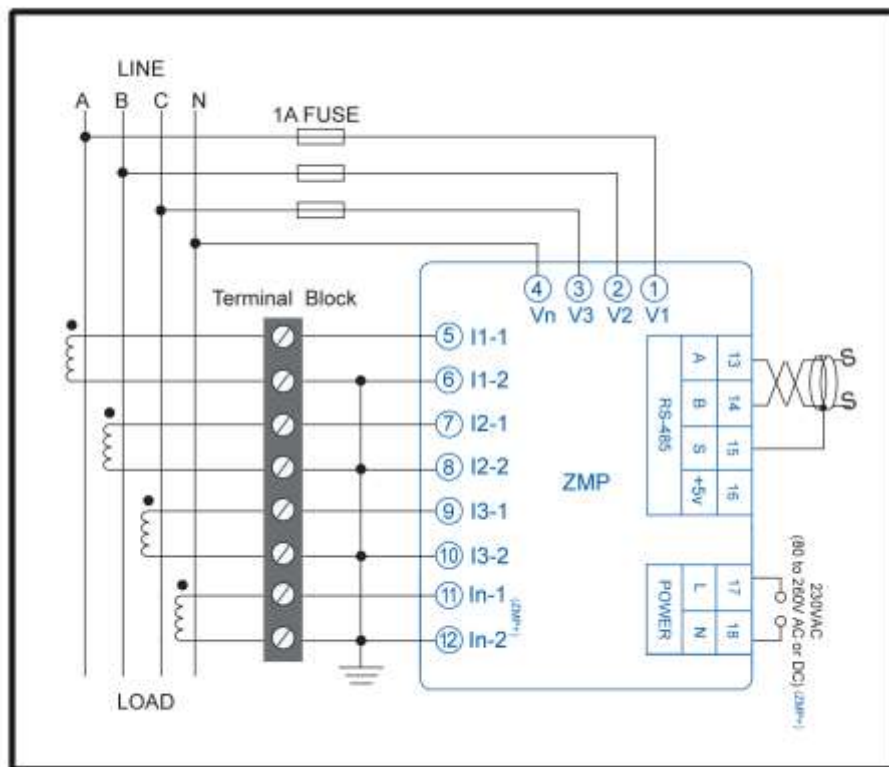 LINE
A B C N
1A FUSE
4 3 2 1
Vn V3 V2 V1
Terminal Block
5 I1-1
6 I1-2
7 I2-1
8 I2-2
9 I3-1
10 I3-2
11 In-1
12 In-2
(ZMP+)
ZMP
RS-485
A 13
B 14
S 15
+5v 16
S
S
POWER
L 17
N 18
230VAC
(80 to 260V AC or DC) (ZMP+)
LOAD